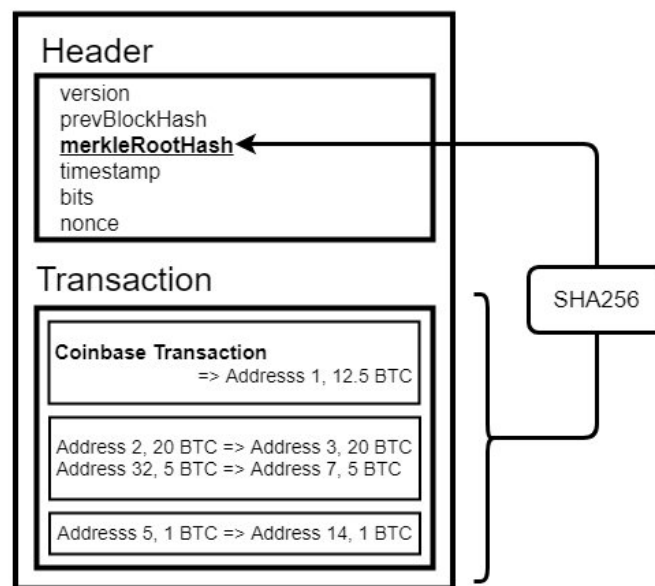 Header
version
prevBlockHash
merkleRootHash
timestamp
bits
nonce
Transaction
SHA256
Coinbase Transaction
=> Addresss 1, 12.5 BTC
Address 2, 20 BTC => Address 3, 20 BTC
Address 32, 5 BTC => Address 7, 5 BTC
Addresss 5, 1 BTC => Address 14, 1 BTC